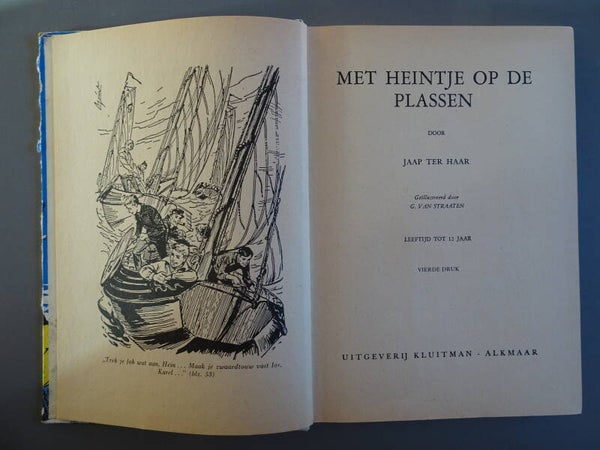 „Trek je fok wat aan, Hein ... Maak je zwaardtouw vast los,
Karel ..." (blz. 53)
MET HEINTJE OP DE
PLASSEN
DOOR
JAAP TER HAAR
Geïllustreerd door
G. VAN STRAATEN
LEEFTIJD TOT 12 JAAR
VIERDE DRUK
UITGEVERIJ KLUITMAN - ALKMAAR